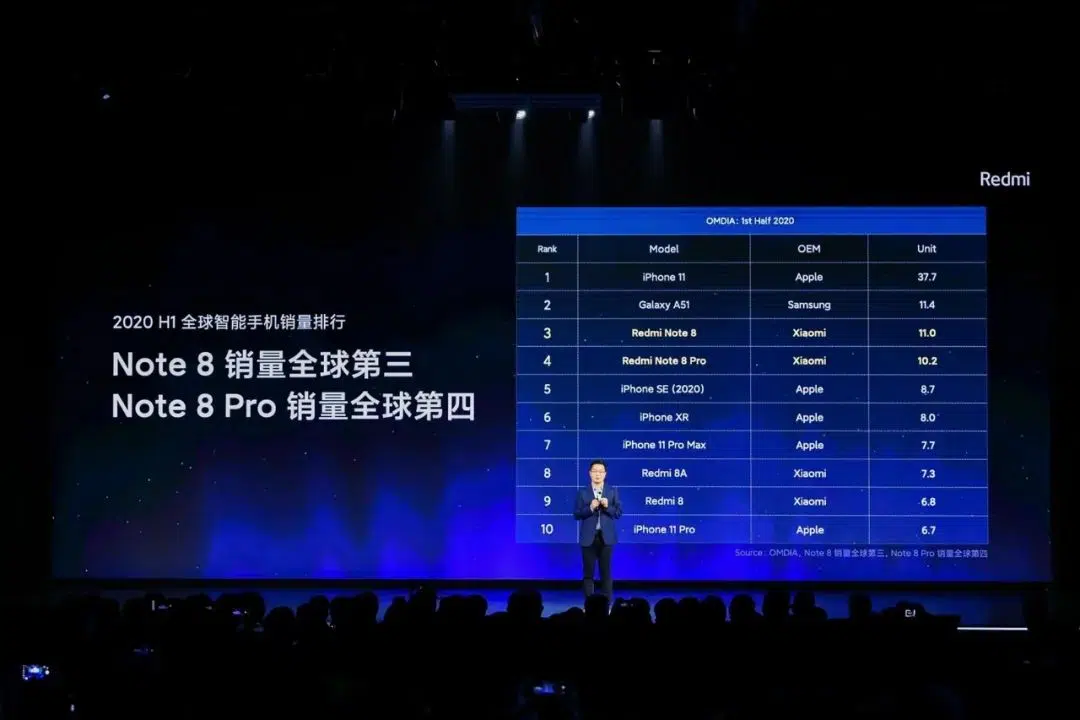 Redmi
2020 H1 全球智能手机销量排行
Note 8 销量全球第三
Note 8 Pro 销量全球第四
OMDIA: 1st Half 2020
Rank Model OEM Unit
1 iPhone 11 Apple 37.7
2 Galaxy A51 Samsung 11.4
3 Redmi Note 8 Xiaomi 11.0
4 Redmi Note 8 Pro Xiaomi 10.2
5 iPhone SE (2020) Apple 8.7
6 iPhone XR Apple 8.0
7 iPhone 11 Pro Max Apple 7.7
8 Redmi 8A Xiaomi 7.3
9 Redmi 8 Xiaomi 6.8
10 iPhone 11 Pro Apple 6.7
Source: OMDIA, Note 8 销量全球第三, Note 8 Pro 销量全球第四